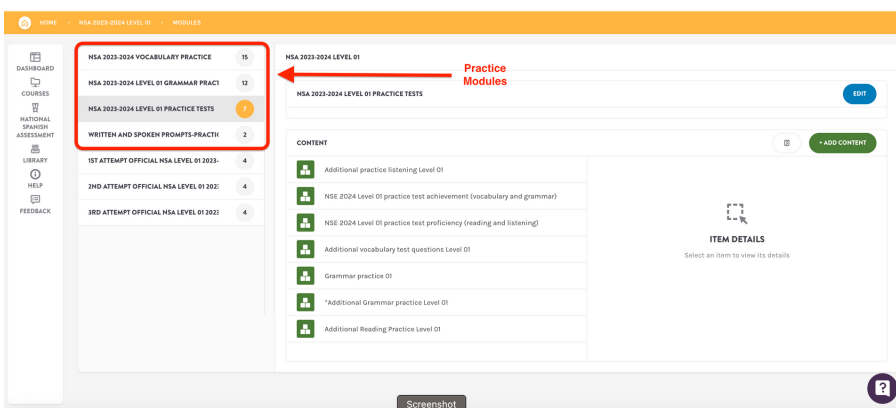 HOME • NSA 2023-2024 LEVEL 01 • MODULES
DASHBOARD
COURSES
NATIONAL
SPANISH
ASSESSMENT
LIBRARY
HELP
FEEDBACK
NSA 2023-2024 VOCABULARY PRACTICE 15
NSA 2023-2024 LEVEL 01 GRAMMAR PRACT 12
NSA 2023-2024 LEVEL 01 PRACTICE TESTS 7
WRITTEN AND SPOKEN PROMPTS-PRACTIC 2
1ST ATTEMPT OFFICIAL NSA LEVEL 01 2023- 4
2ND ATTEMPT OFFICIAL NSA LEVEL 01 202 4
3RD ATTEMPT OFFICIAL NSA LEVEL 01 202 4
Practice
Modules
NSA 2023-2024 LEVEL 01
NSA 2023-2024 LEVEL 01 PRACTICE TESTS
EDIT
CONTENT
+ ADD CONTENT
Additional practice listening Level 01
NSE 2024 Level 01 practice test achievement (vocabulary and grammar)
NSE 2024 Level 01 practice test proficiency (reading and listening)
Additional vocabulary test questions Level 01
Grammar practice 01
*Additional Grammar practice Level 01
Additional Reading Practice Level 01
ITEM DETAILS
Select an item to view its details
?
Screenshot